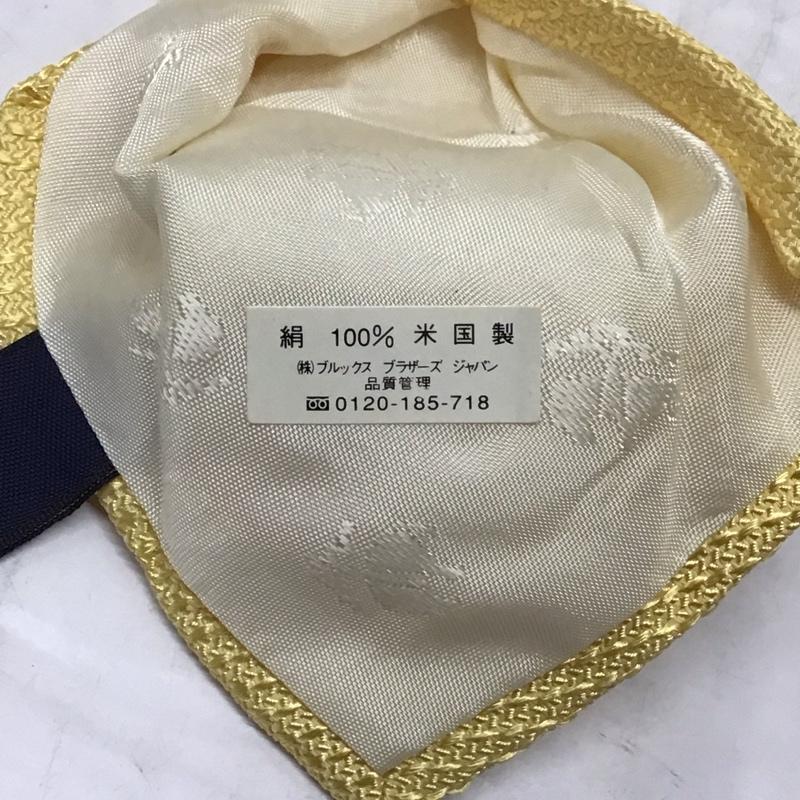 絹 100% 米国製
㈱ブルックス ブラザーズ ジャパン
品質管理
0120-185-718